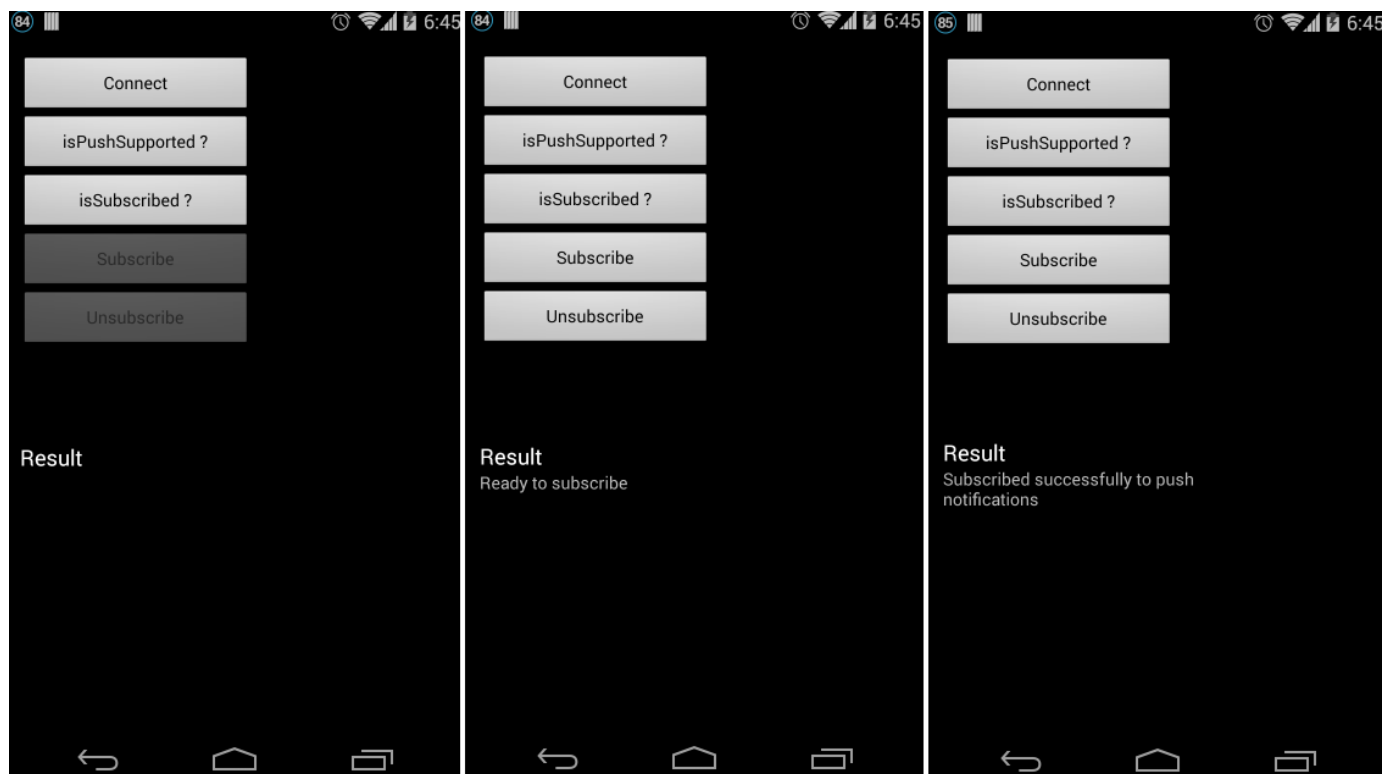 84 6:45
Connect
isPushSupported ?
isSubscribed ?
Subscribe
Unsubscribe
Result
84 6:45
Connect
isPushSupported ?
isSubscribed ?
Subscribe
Unsubscribe
Result
Ready to subscribe
85 6:45
Connect
isPushSupported ?
isSubscribed ?
Subscribe
Unsubscribe
Result
Subscribed successfully to push
notifications